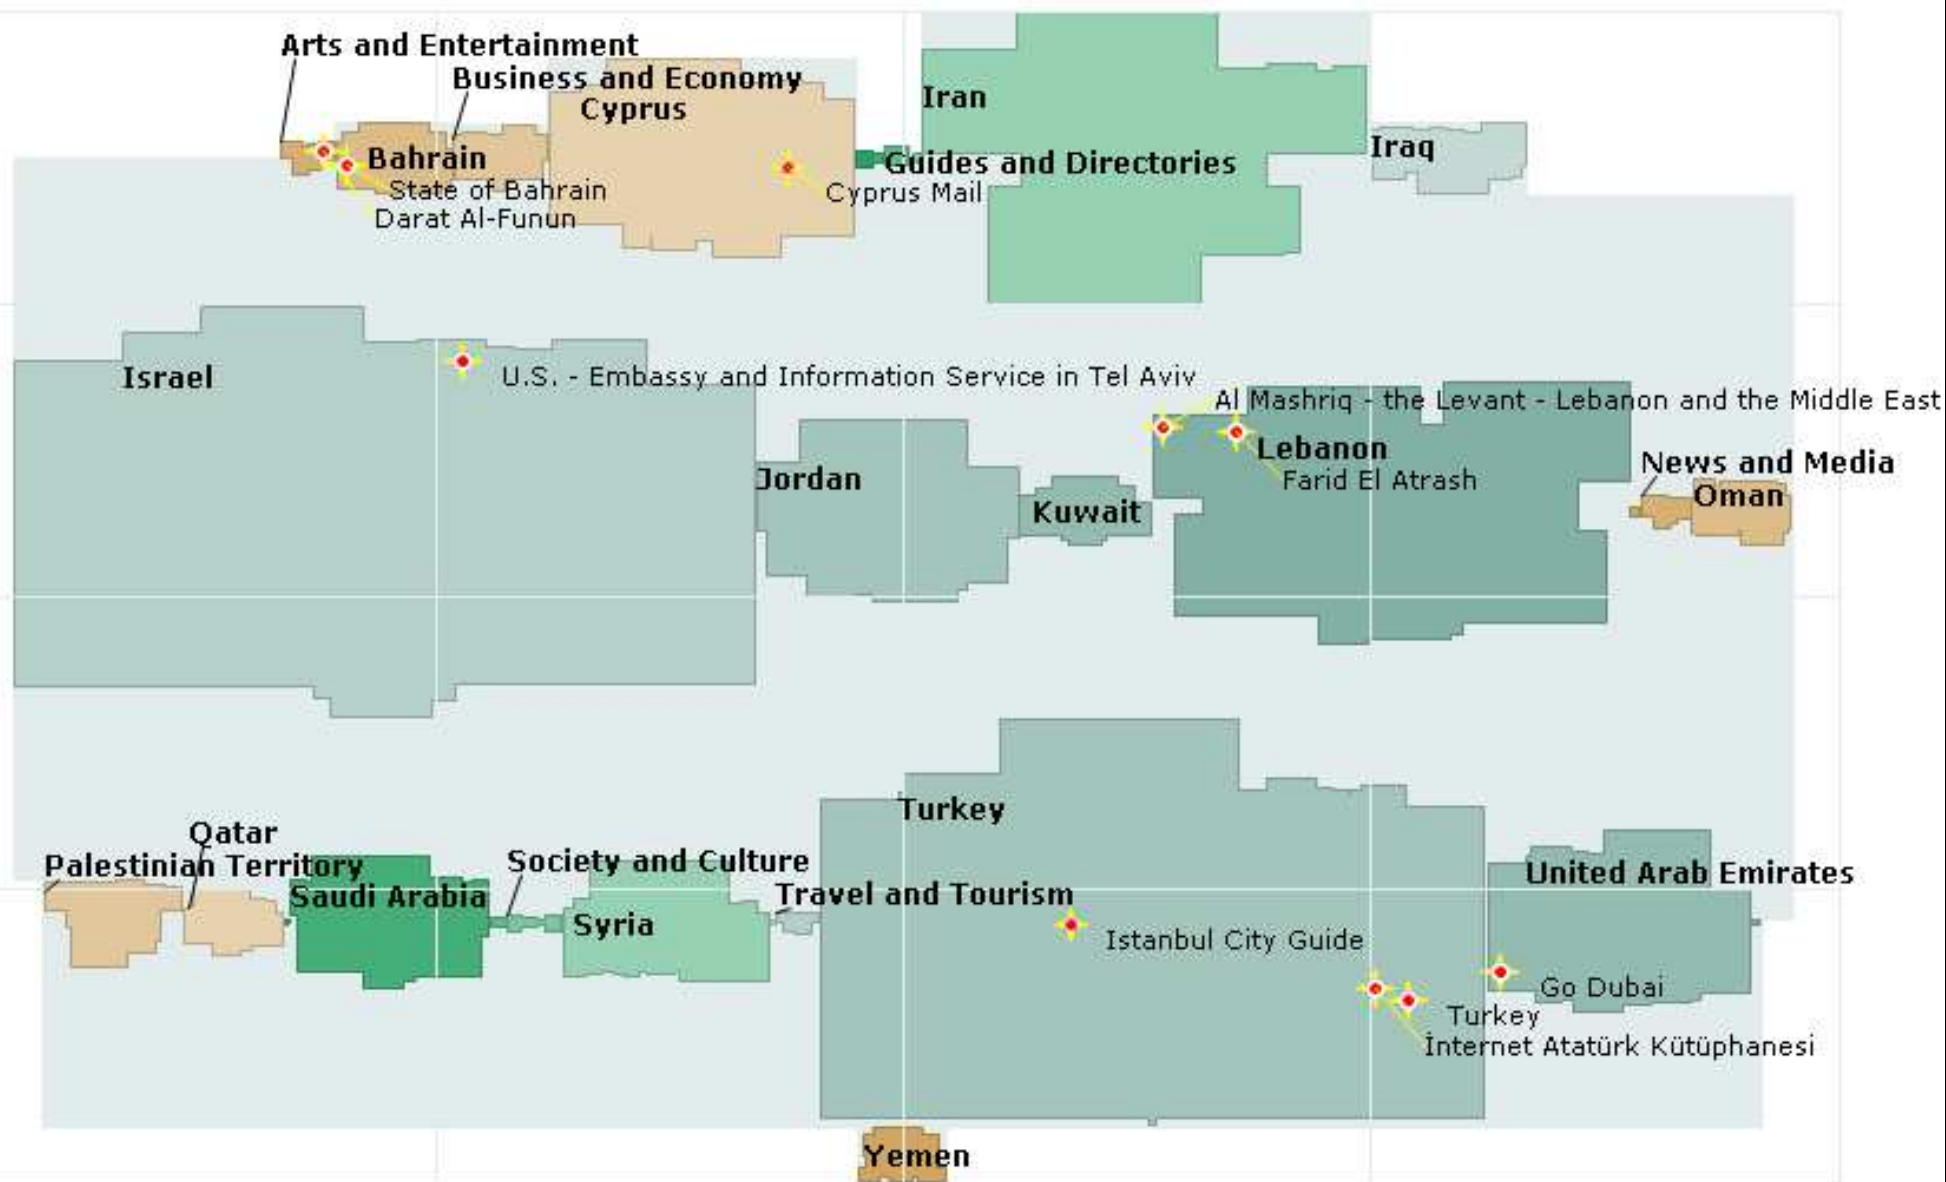 Arts and Entertainment
Business and Economy
Cyprus
Iran
Iraq
Bahrain
Guides and Directories
State of Bahrain
Cyprus Mail
Darat Al-Funun
Israel
U.S. - Embassy and Information Service in Tel Aviv
Al Mashriq - the Levant - Lebanon and the Middle East
Lebanon
News and Media
Jordan
Farid El Atrash
Oman
Kuwait
Turkey
Qatar
Palestinian Territory
Society and Culture
United Arab Emirates
Saudi Arabia
Travel and Tourism
Syria
Istanbul City Guide
Go Dubai
Turkey
İnternet Atatürk Kütüphanesi
Yemen